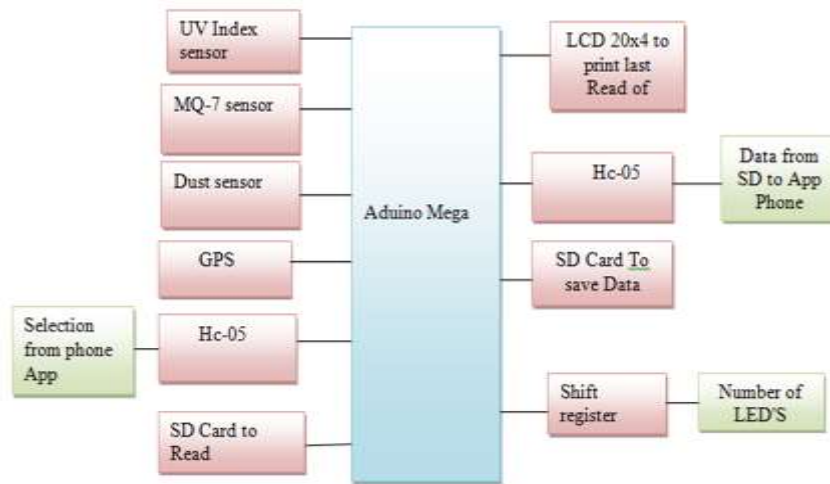 UV Index
sensor
MQ-7 sensor
Dust sensor
GPS
Selection
from phone
App
Hc-05
SD Card to
Read
Aduino Mega
LCD 20x4 to
print last
Read of
Hc-05
Data from
SD to App
Phone
SD Card To
save Data
Shift
register
Number of
LED'S